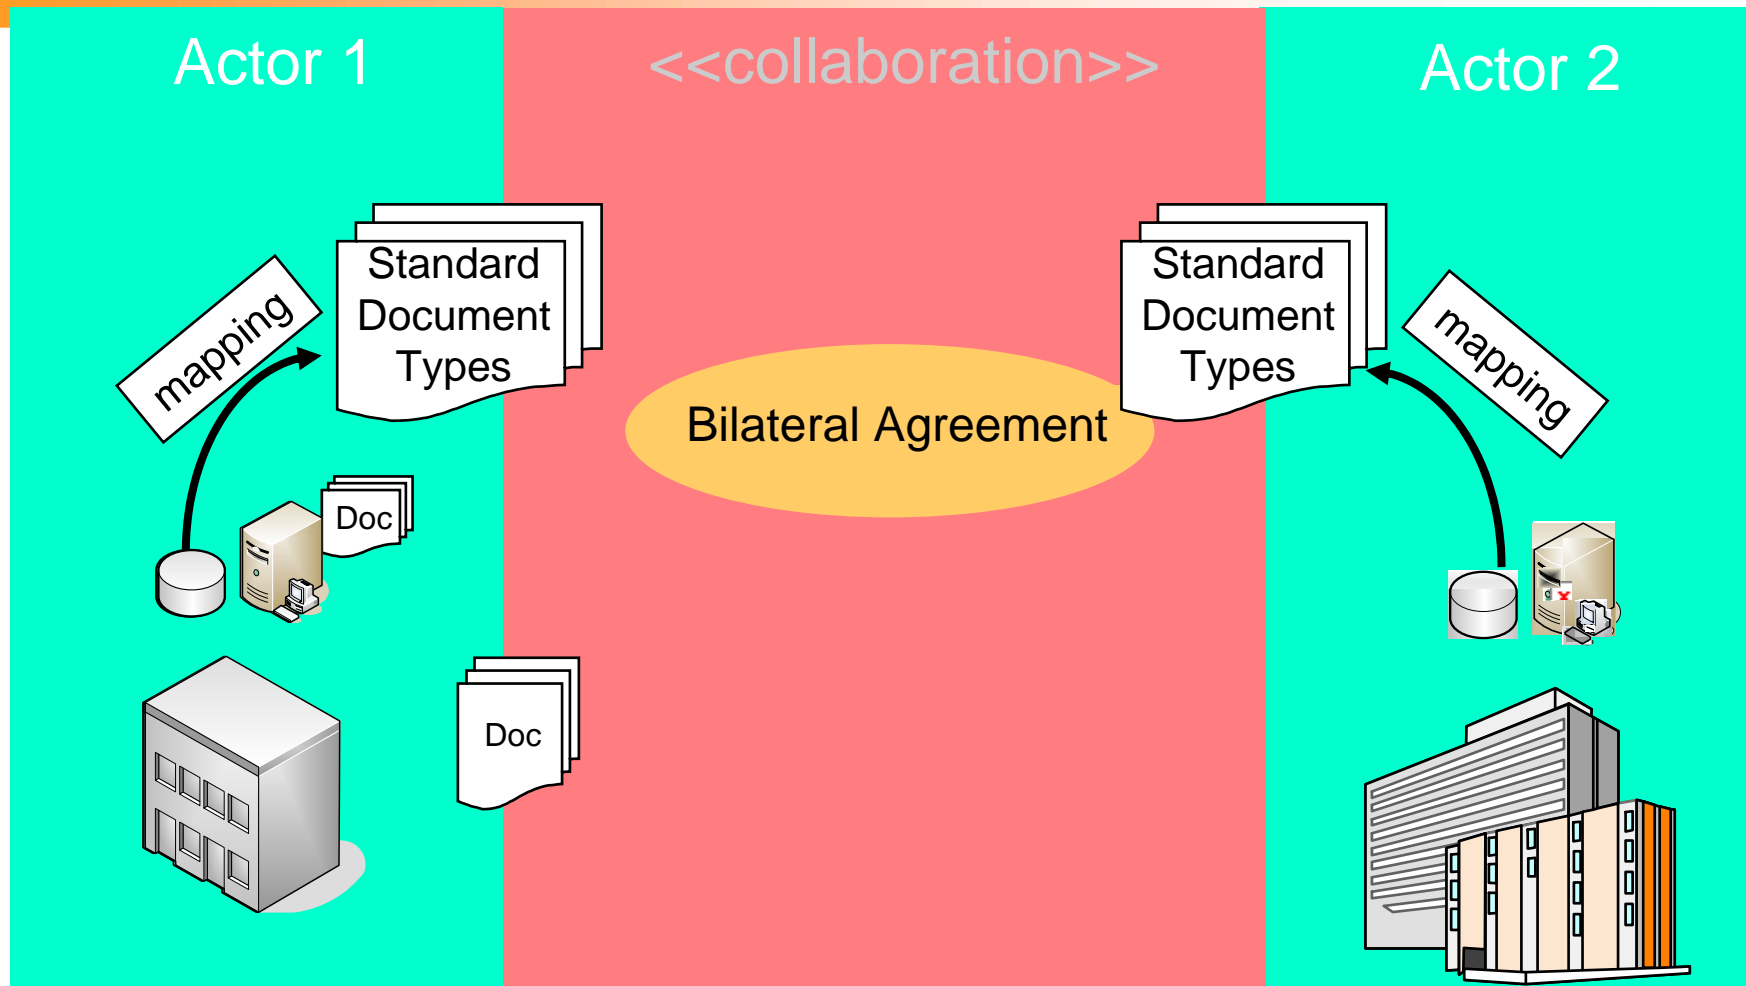 Actor 1
<<collaboration>>
Actor 2
Standard
Document
Types
Standard
Document
Types
mapping
mapping
Bilateral Agreement
Doc
Doc